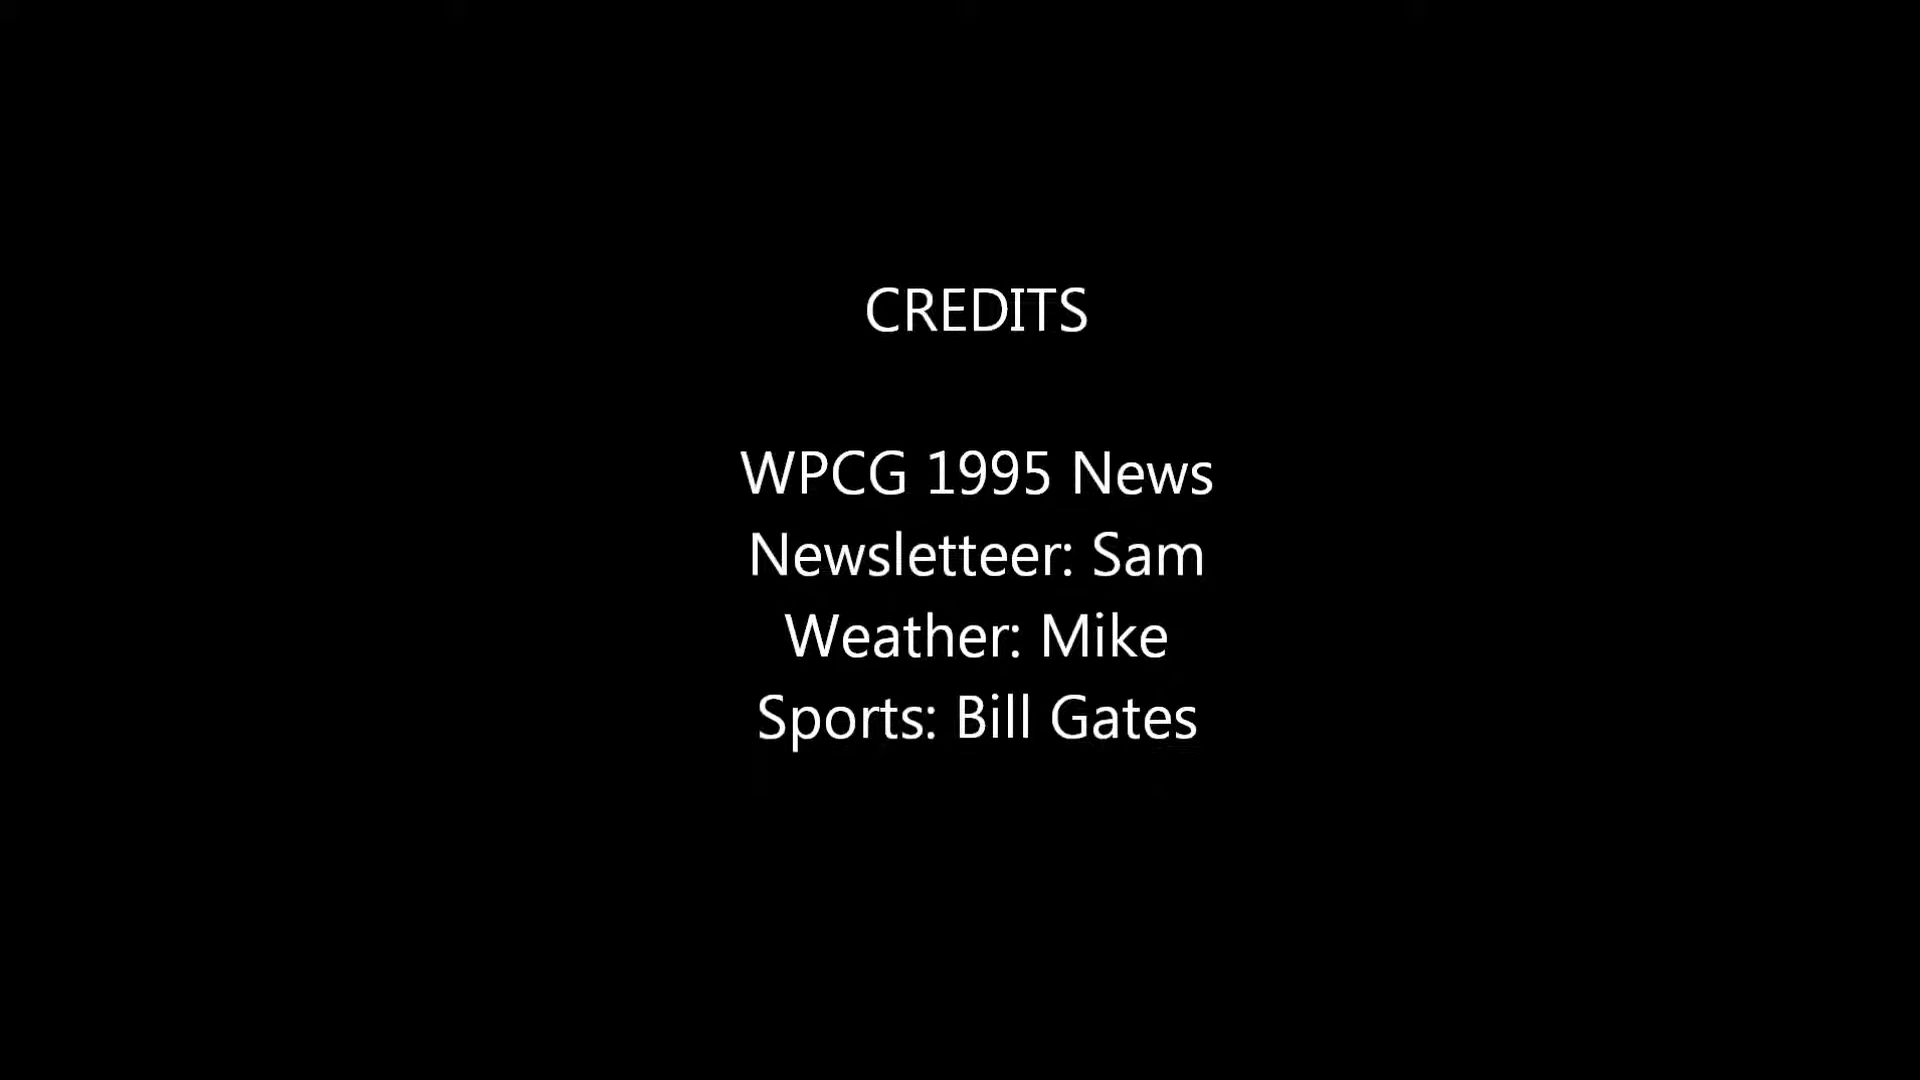 CREDITS
WPCG 1995 News
Newsletteer: Sam
Weather: Mike
Sports: Bill Gates